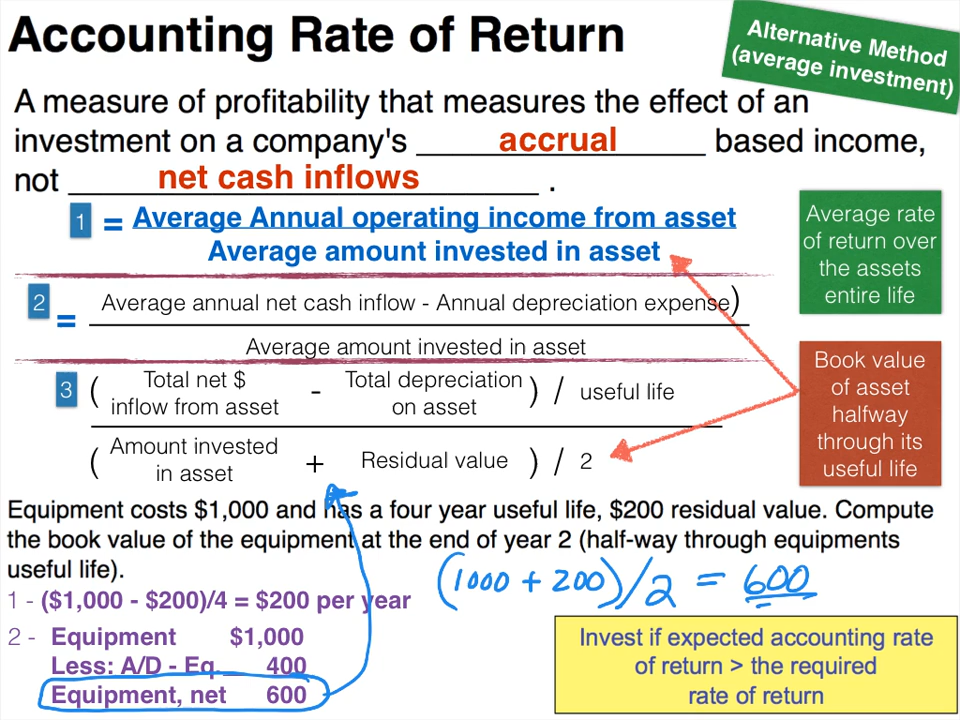 Accounting Rate of Return
Alternative Method
(average investment)
A measure of profitability that measures the effect of an
investment on a company's accrual based income,
not net cash inflows .
1 = Average Annual operating income from asset
Average amount invested in asset
Average rate
of return over
the assets
entire life
2 = Average annual net cash inflow - Annual depreciation expense)
Average amount invested in asset
3 ( Total net $ - Total depreciation ) / useful life
inflow from asset on asset
( Amount invested + Residual value ) / 2
in asset
Book value
of asset
halfway
through its
useful life
Equipment costs $1,000 and has a four year useful life, $200 residual value. Compute
the book value of the equipment at the end of year 2 (half-way through equipments
useful life).
(1000 + 200)/2 = 600
1 - ($1,000 - $200)/4 = $200 per year
2 - Equipment $1,000
Less: A/D - Eq. 400
Equipment, net 600
Invest if expected accounting rate
of return > the required
rate of return